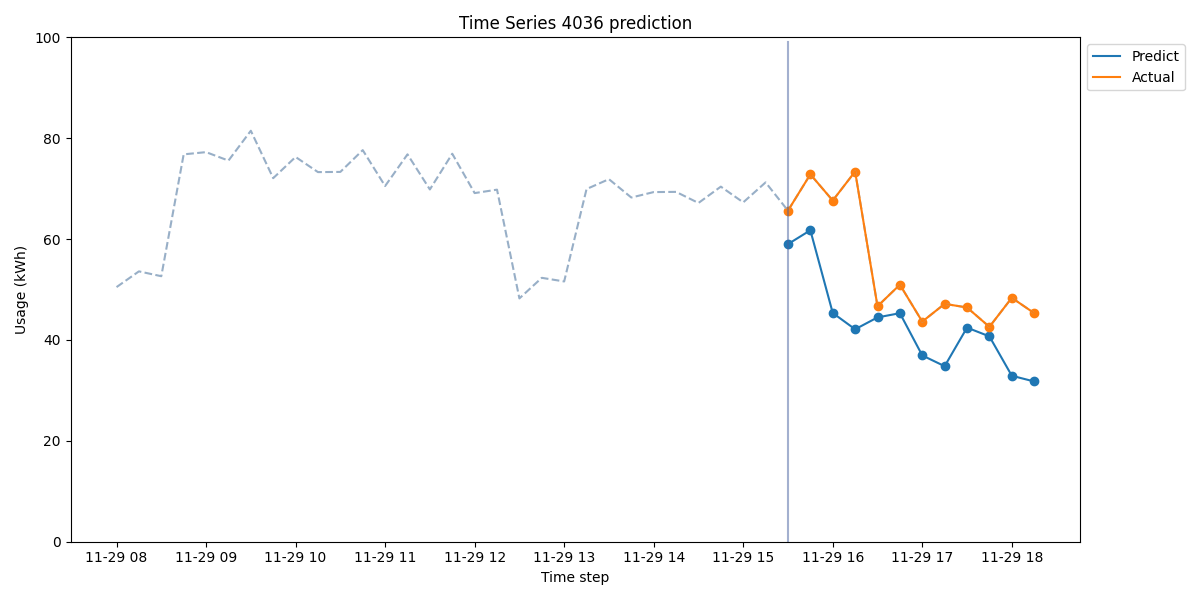 Time Series 4036 prediction
Predict
Actual
Usage (kWh)
100
80
60
40
20
0
11-29 08 11-29 09 11-29 10 11-29 11 11-29 12 11-29 13 11-29 14 11-29 15 11-29 16 11-29 17 11-29 18
Time step